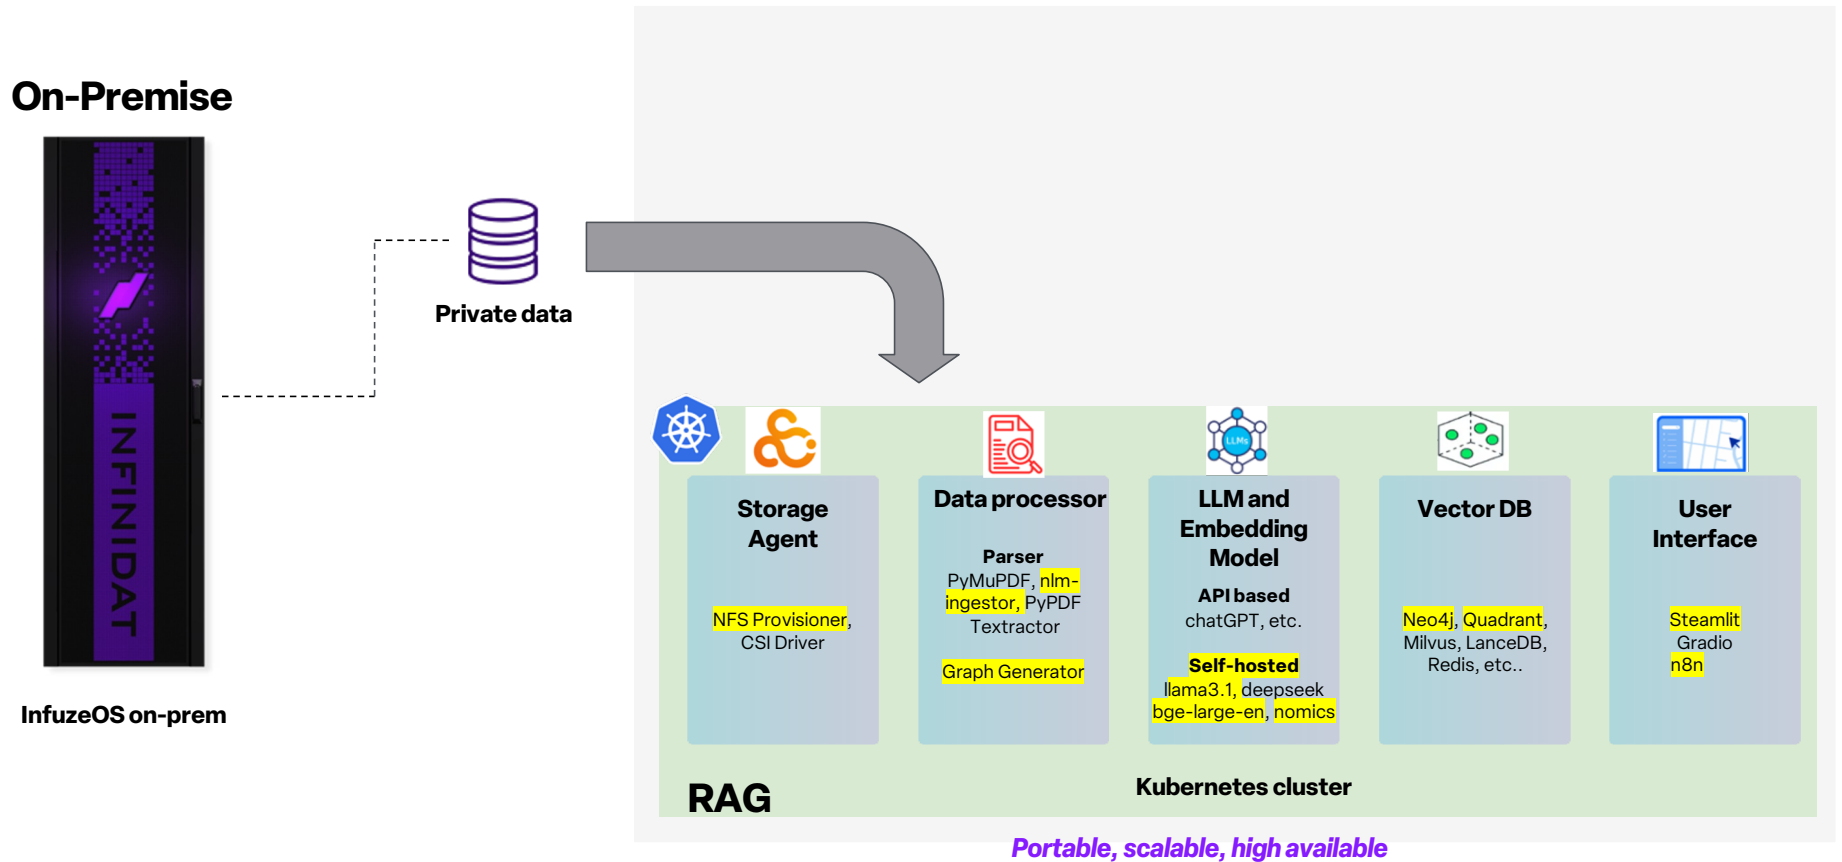 On-Premise
INFINIDAT
InfuzeOS on-prem
Private data
LLMs
Storage
Agent
NFS Provisioner,
CSI Driver
Data processor
Parser
PyMuPDF, nlm-
ingestor, PyPDF
Textractor
Graph Generator
LLM and
Embedding
Model
API based
chatGPT, etc.
Self-hosted
llama3.1, deepseek
bge-large-en, nomics
Vector DB
Neo4j, Quadrant,
Milvus, LanceDB,
Redis, etc..
User
Interface
Steamlit
Gradio
n8n
RAG
Kubernetes cluster
Portable, scalable, high available